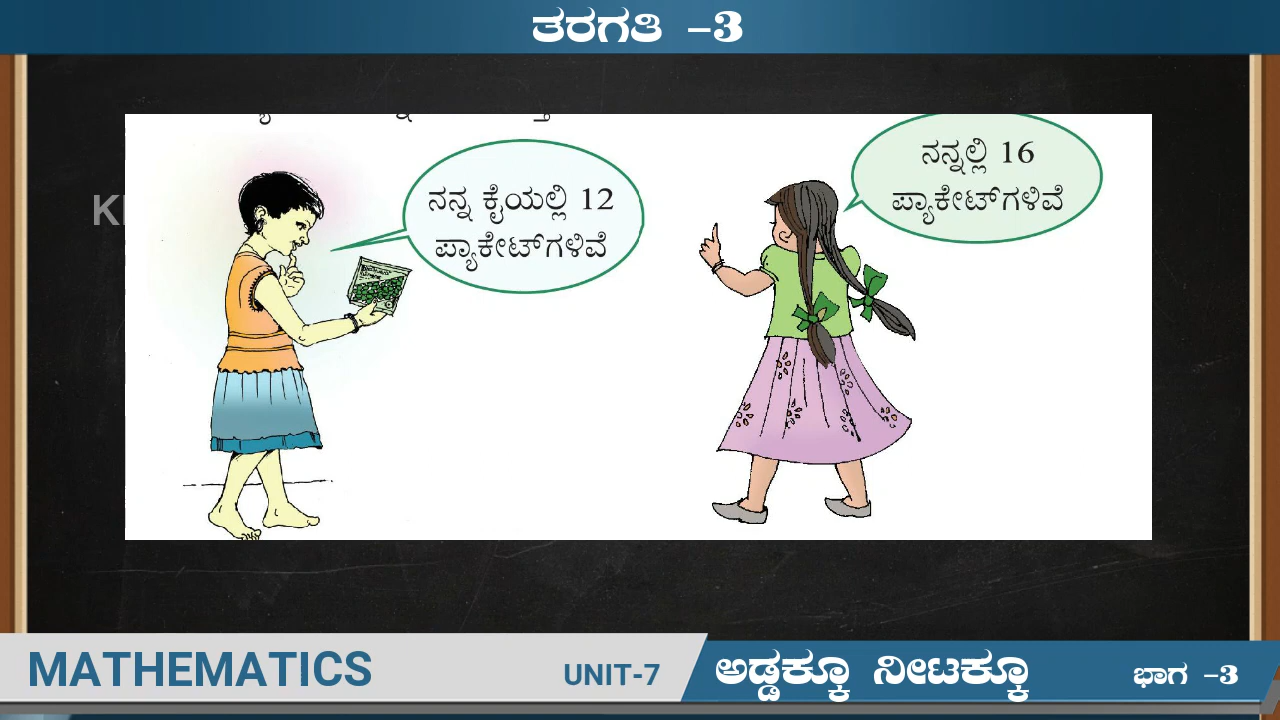 ತರಗತಿ -3
ನನ್ನ ಕೈಯಲ್ಲಿ 12
ಪ್ಯಾಕೇಟ್‌ಗಳಿವೆ
ನನ್ನಲ್ಲಿ 16
ಪ್ಯಾಕೇಟ್‌ಗಳಿವೆ
MATHEMATICS
UNIT-7
ಅಡ್ಡಕ್ಕೂ ನೀಟಕ್ಕೂ
ಭಾಗ -3